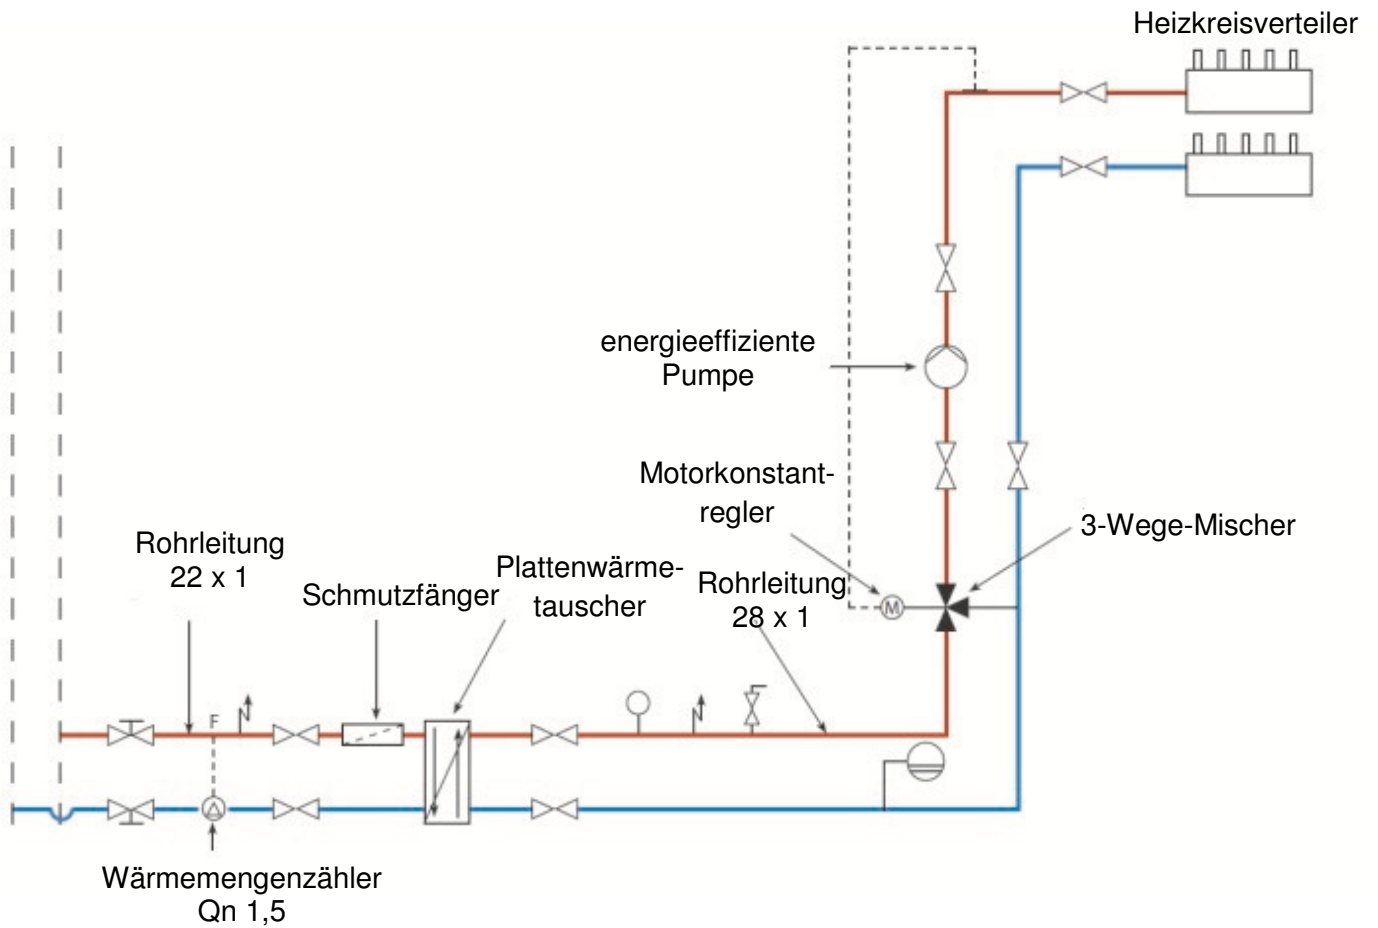 Heizkreisverteiler
energieeffiziente
Pumpe
Motorkonstant-
regler
3-Wege-Mischer
Rohrleitung
22 x 1
Schmutzfänger
Plattenwärme-
tauscher
Rohrleitung
28 x 1
M
F
Wärmemengenzähler
Qn 1,5